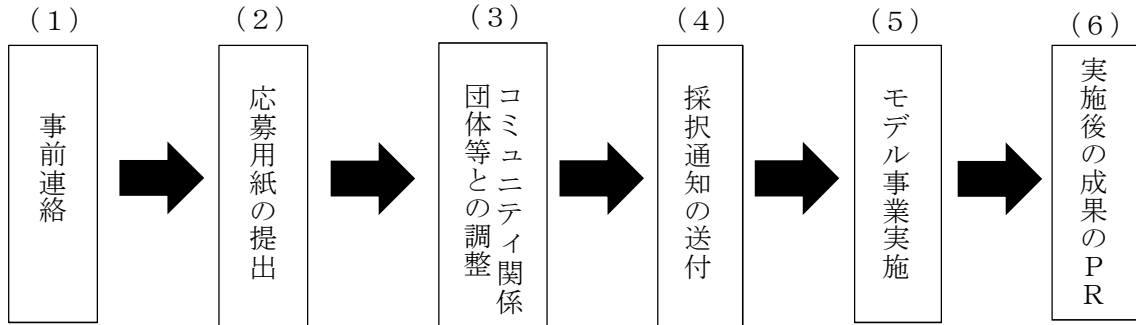 （１）
事前連絡
（２）
応募用紙の提出
（３）
コミュニティ関係
団体等との調整
（４）
採択通知の送付
（５）
モデル事業実施
（６）
実施後の成果のＰＲ